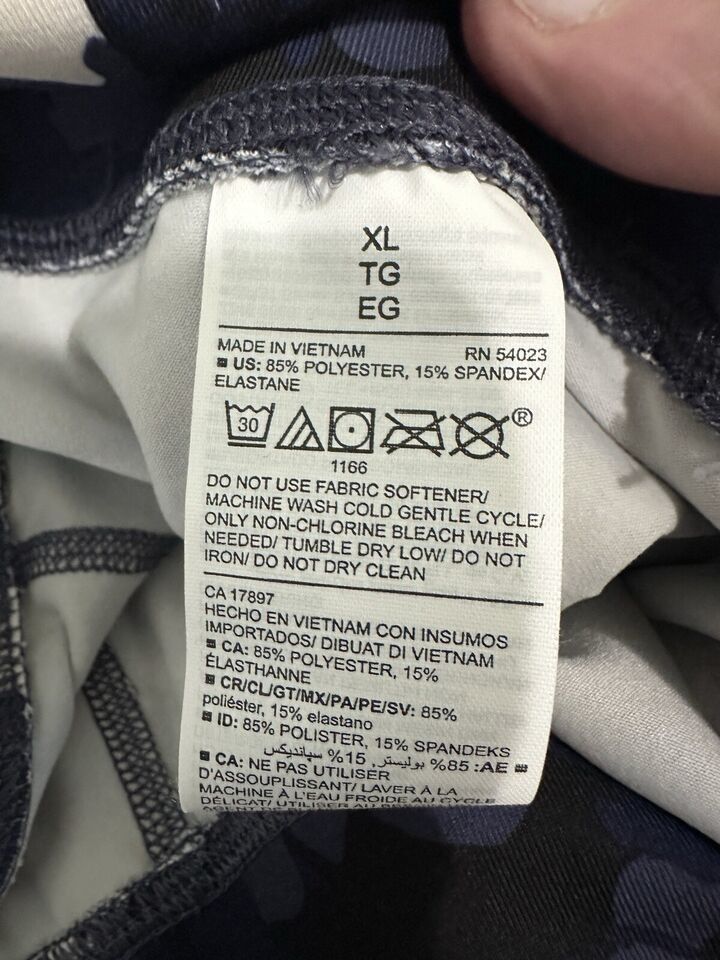 XL
TG
EG
MADE IN VIETNAM RN 54023
US: 85% POLYESTER, 15% SPANDEX/
ELASTANE
30 ®
1166
DO NOT USE FABRIC SOFTENER/
MACHINE WASH COLD GENTLE CYCLE/
ONLY NON-CHLORINE BLEACH WHEN
NEEDED/ TUMBLE DRY LOW/ DO NOT
IRON/ DO NOT DRY CLEAN
CA 17897
HECHO EN VIETNAM CON INSUMOS
IMPORTADOS/ DIBUAT DI VIETNAM
CA: 85% POLYESTER, 15%
ÉLASTHANNE
CR/CL/GT/MX/PA/PE/SV: 85%
poliéster, 15% elastano
ID: 85% POLISTER, 15% SPANDEKS
AE: 85% بوليستر, 15% سباندیكس
CA: NE PAS UTILISER
D'ASSOUPLISSANT/ LAVER À LA
MACHINE À L'EAU FROIDE AU CYCLE
DÉLICAT/ UTILISER AU
AGENT DE